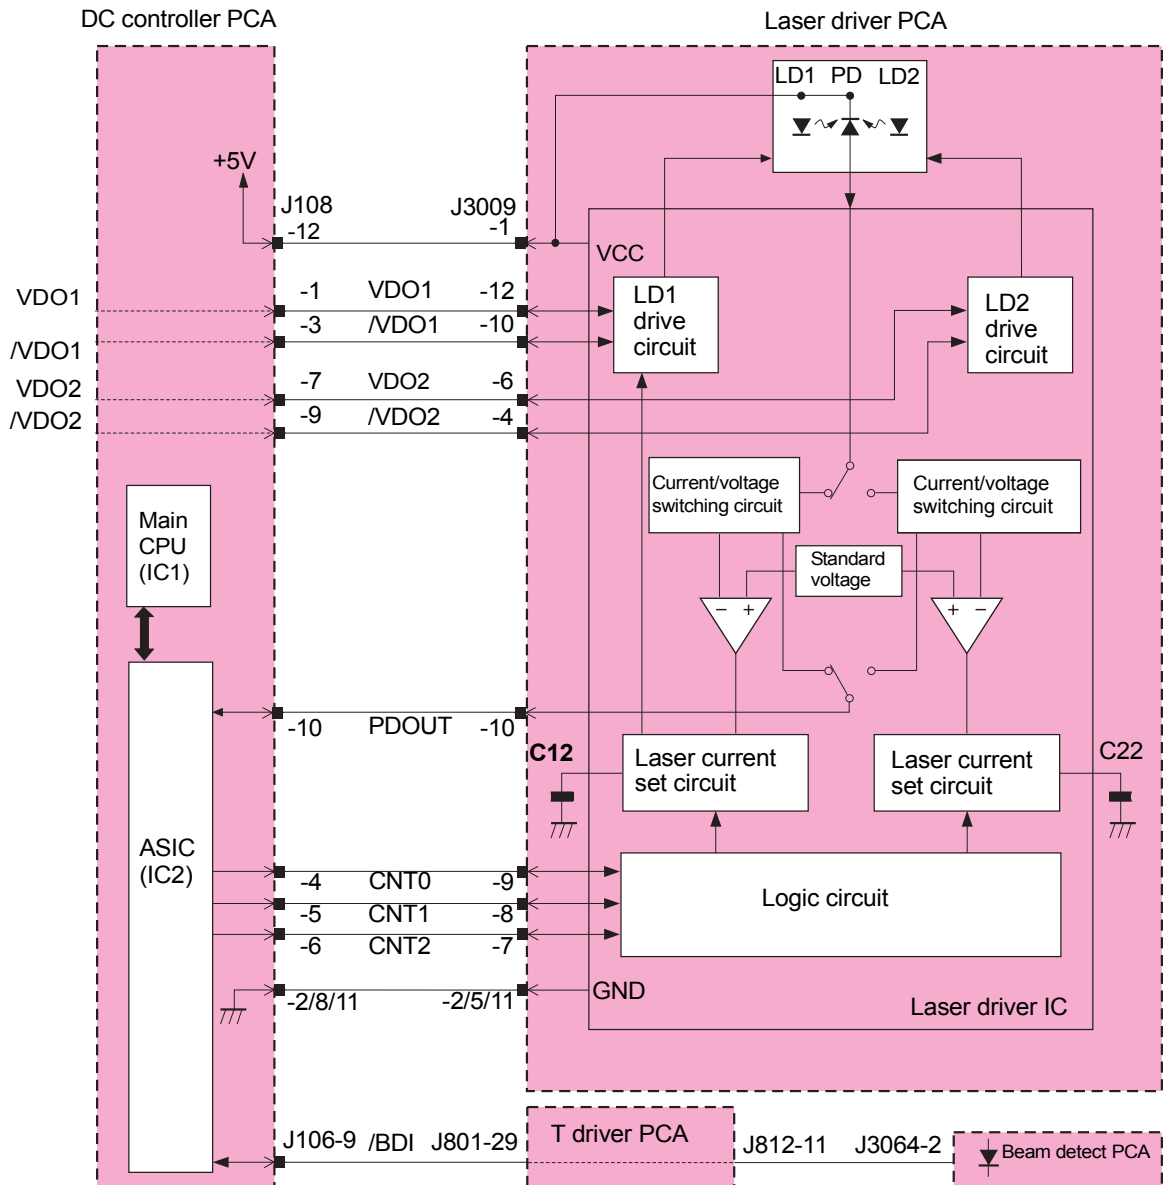 DC controller PCA
Laser driver PCA
LD1 PD LD2
+5V
J108 J3009
-12 -1
VCC
VDO1 -1 VDO1 -12
-3 /VDO1 -10
/VDO1
LD1
drive
circuit
LD2
drive
circuit
VDO2 -7 VDO2 -6
/VDO2 -9 /VDO2 -4
Current/voltage
switching circuit
Current/voltage
switching circuit
Main
CPU
(IC1)
Standard
voltage
− +
+ −
-10 PDOUT -10
C12
Laser current
set circuit
Laser current
set circuit
C22
ASIC
(IC2)
-4 CNT0 -9
-5 CNT1 -8
-6 CNT2 -7
Logic circuit
-2/8/11 -2/5/11 GND
Laser driver IC
J106-9 /BDI J801-29
T driver PCA
J812-11 J3064-2
Beam detect PCA